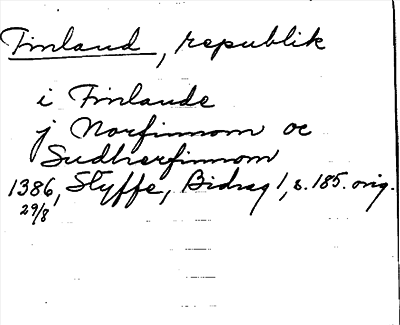 Finland, republik
i Finlande
j Norfinnom oc
Sudherfinnom
1386, Styffe, Bidrag 1, s. 185. orig.
29/8